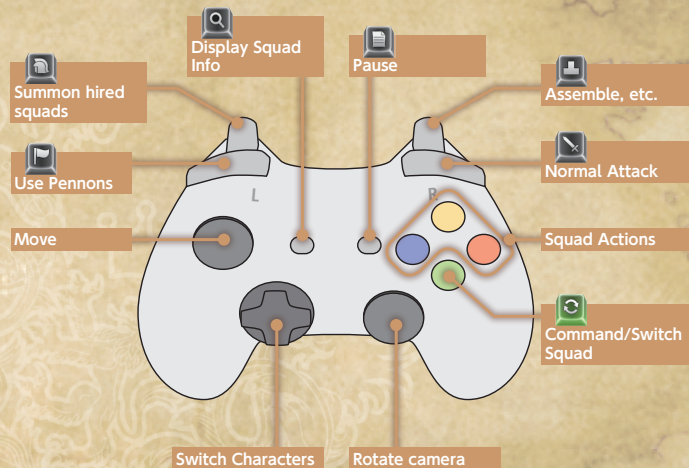 Display Squad
Info
Pause
Summon hired
squads
Assemble, etc.
Use Pennons
Normal Attack
L
R
Move
Squad Actions
Command/Switch
Squad
Switch Characters
Rotate camera